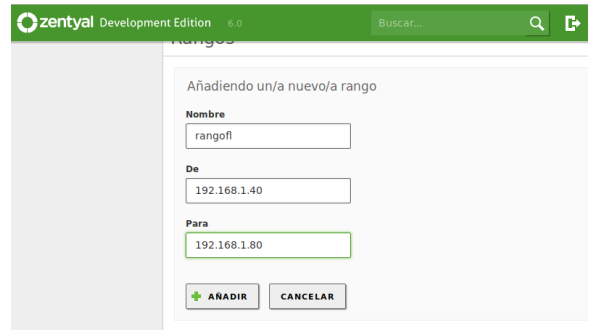 zentyal Development Edition 6.0 Buscar...
Rangos
Añadiendo un/a nuevo/a rango
Nombre
rangofl
De
192.168.1.40
Para
192.168.1.80
AÑADIR CANCELAR